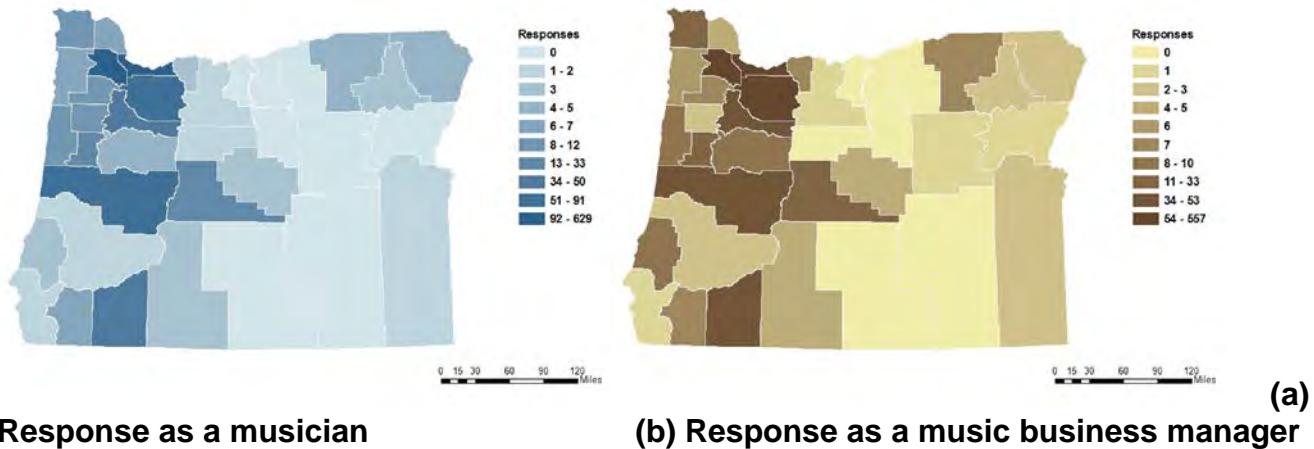 Responses
0
1 - 2
3
4 - 5
6 - 7
8 - 12
13 - 33
34 - 50
51 - 91
92 - 629
0 15 30 60 90 120
Miles
Responses
0
1
2 - 3
4 - 5
6
7
8 - 10
11 - 33
34 - 53
54 - 557
0 15 30 60 90 120
Miles
(a)
Response as a musician
(b) Response as a music business manager